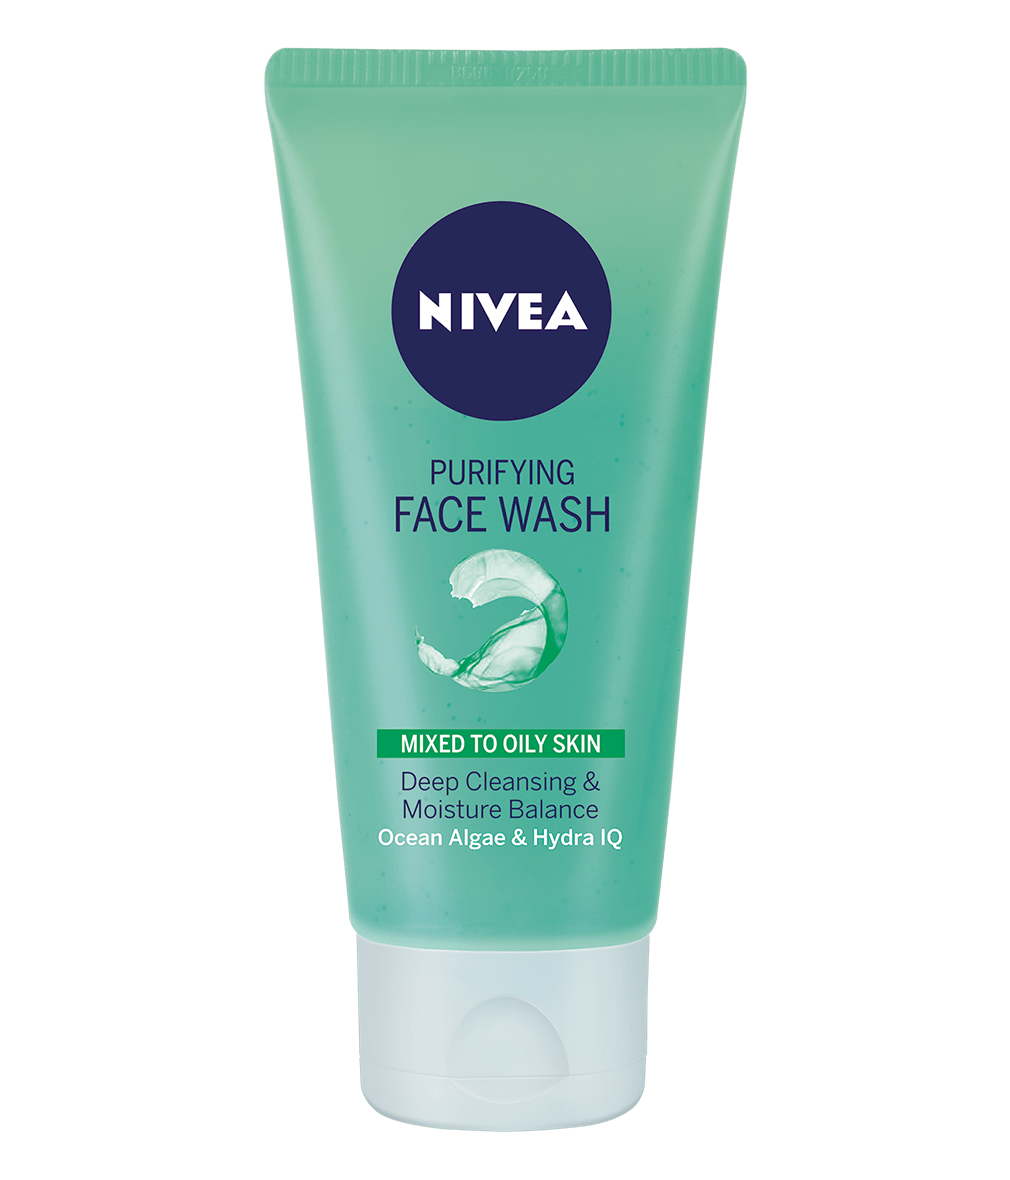 NIVEA
PURIFYING
FACE WASH
MIXED TO OILY SKIN
Deep Cleansing &
Moisture Balance
Ocean Algae & Hydra IQ